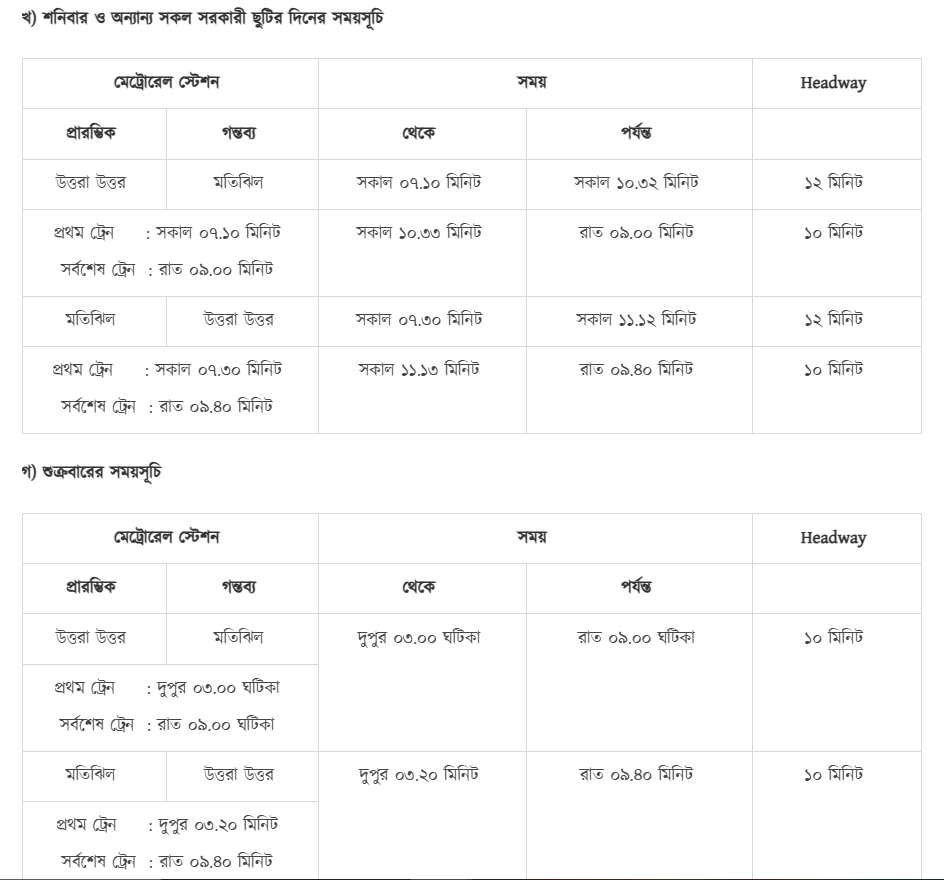 খ) শনিবার ও অন্যান্য সকল সরকারী ছুটির দিনের সময়সূচি
মেট্রোরেল স্টেশন সময় Headway
প্রারম্ভিক গন্তব্য থেকে পর্যন্ত
উত্তরা উত্তর মতিঝিল সকাল ০৭.১০ মিনিট সকাল ১০.৩২ মিনিট ১২ মিনিট
প্রথম ট্রেন : সকাল ০৭.১০ মিনিট সকাল ১০.৩৩ মিনিট রাত ০৯.০০ মিনিট ১০ মিনিট
সর্বশেষ ট্রেন : রাত ০৯.০০ মিনিট
মতিঝিল উত্তরা উত্তর সকাল ০৭.৩০ মিনিট সকাল ১১.১২ মিনিট ১২ মিনিট
প্রথম ট্রেন : সকাল ০৭.৩০ মিনিট সকাল ১১.১৩ মিনিট রাত ০৯.৪০ মিনিট ১০ মিনিট
সর্বশেষ ট্রেন : রাত ০৯.৪০ মিনিট
গ) শুক্রবারের সময়সূচি
মেট্রোরেল স্টেশন সময় Headway
প্রারম্ভিক গন্তব্য থেকে পর্যন্ত
উত্তরা উত্তর মতিঝিল দুপুর ০৩.০০ ঘটিকা রাত ০৯.০০ ঘটিকা ১০ মিনিট
প্রথম ট্রেন : দুপুর ০৩.০০ ঘটিকা
সর্বশেষ ট্রেন : রাত ০৯.০০ ঘটিকা
মতিঝিল উত্তরা উত্তর দুপুর ০৩.২০ মিনিট রাত ০৯.৪০ মিনিট ১০ মিনিট
প্রথম ট্রেন : দুপুর ০৩.২০ মিনিট
সর্বশেষ ট্রেন : রাত ০৯.৪০ মিনিট